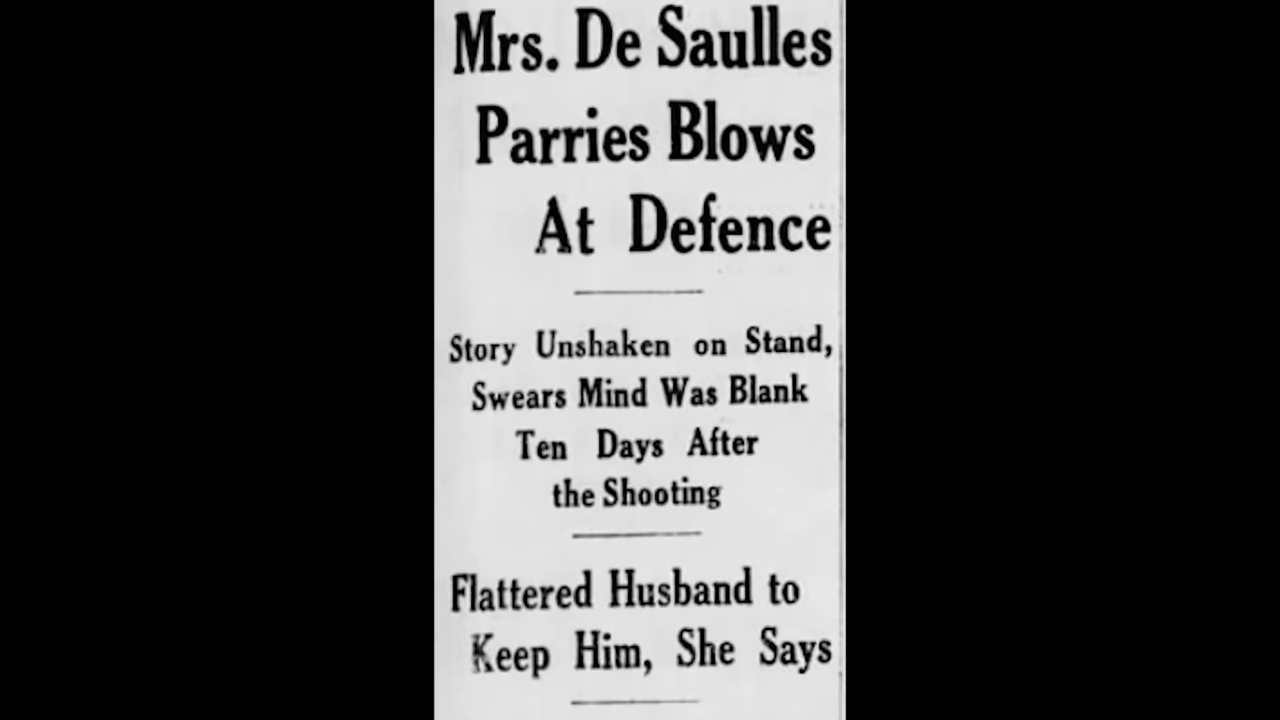 Mrs. De Saulles
Parries Blows
At Defence
Story Unshaken on Stand,
Swears Mind Was Blank
Ten Days After
the Shooting
Flattered Husband to
Keep Him, She Says